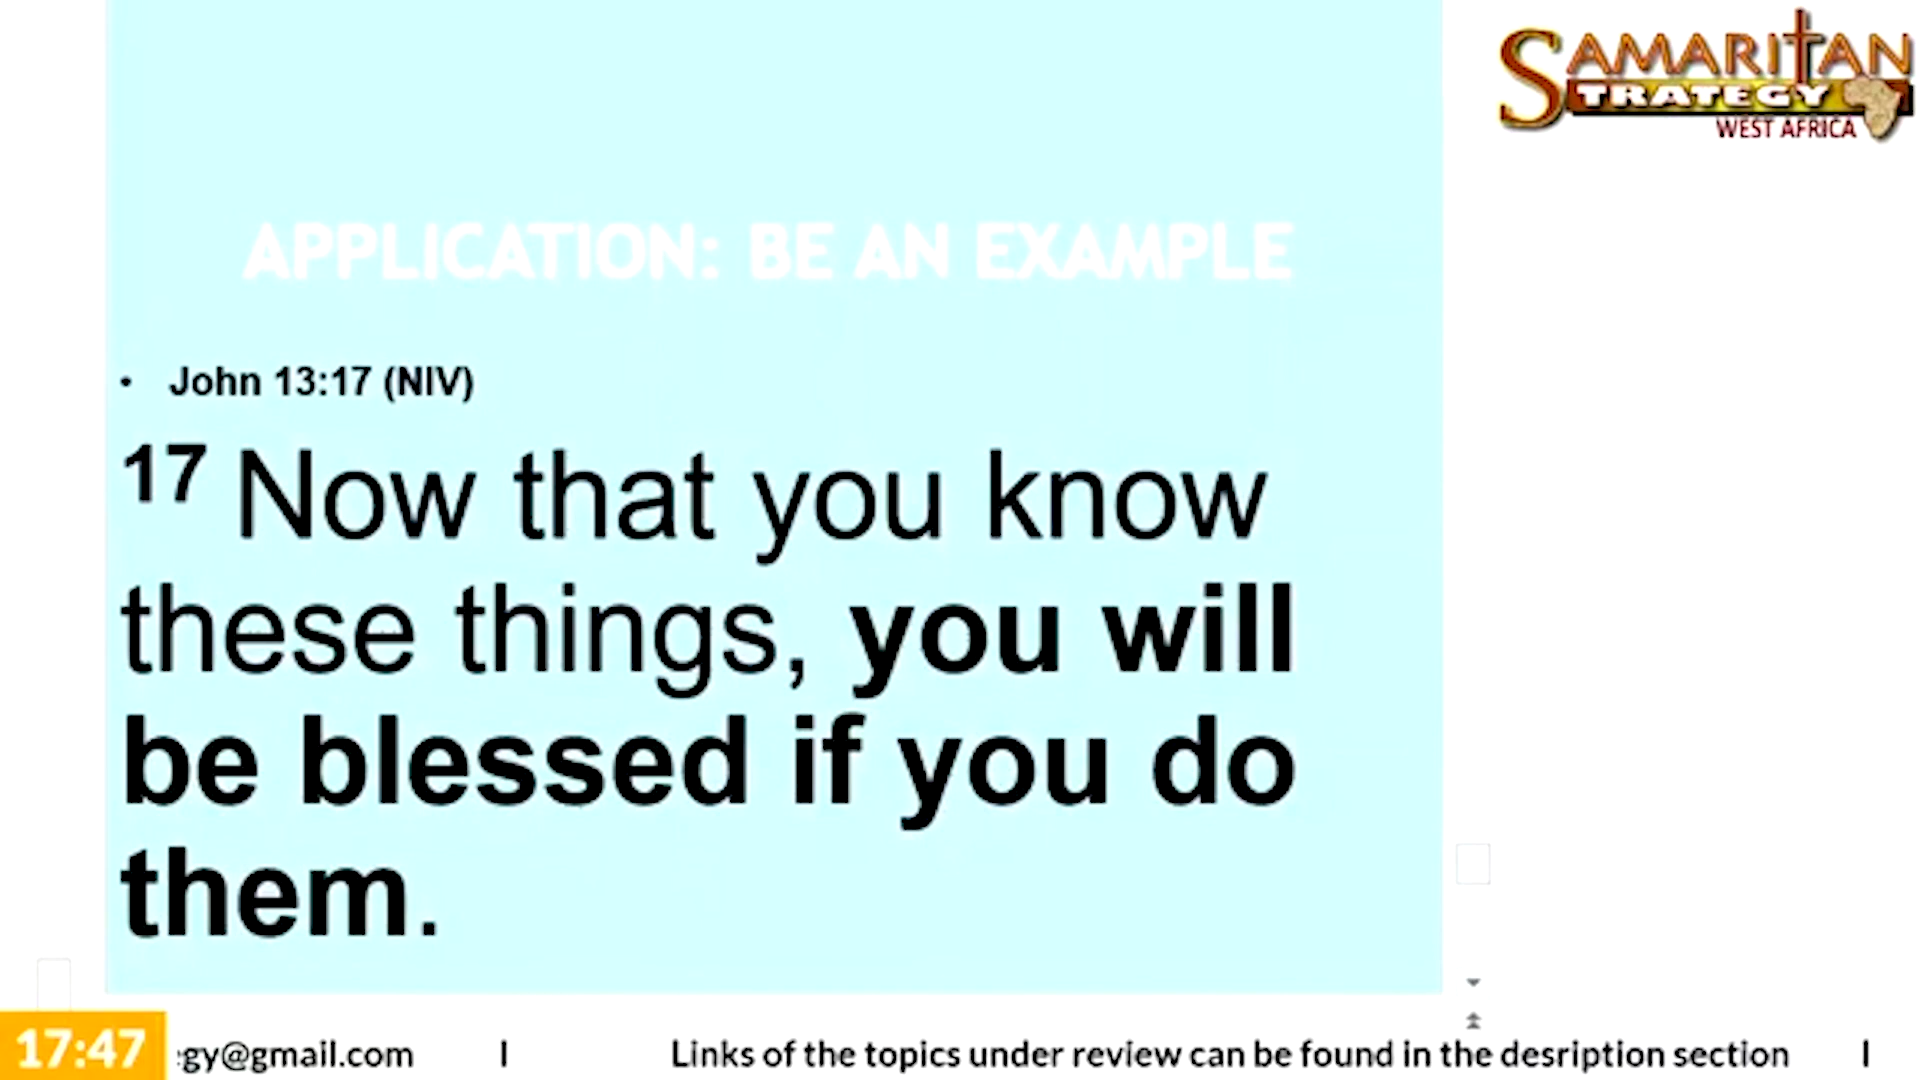 SAMARITAN
STRATEGY
WEST AFRICA
APPLICATION: BE AN EXAMPLE
• John 13:17 (NIV)
17 Now that you know
these things, you will
be blessed if you do
them.
17:47
gy@gmail.com | Links of the topics under review can be found in the desription section |